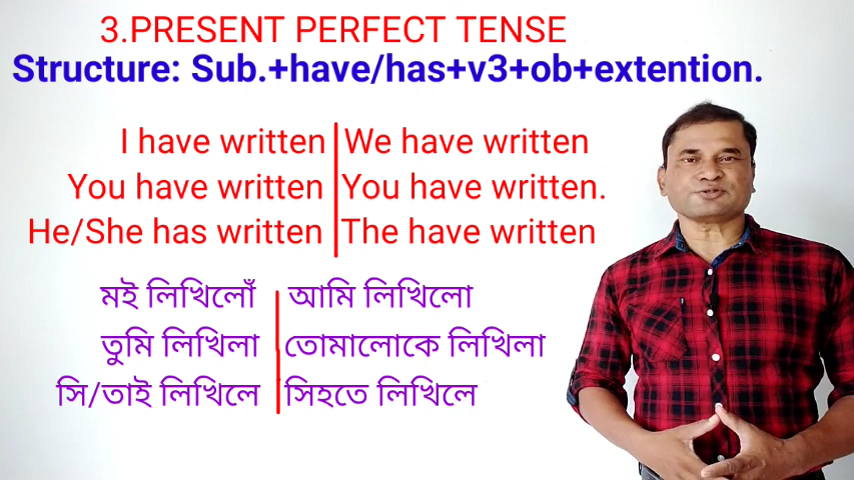 3.PRESENT PERFECT TENSE
Structure: Sub.+have/has+v3+ob+extention.
I have written | We have written
You have written | You have written.
He/She has written | The have written
মই লিখিলোঁ | আমি লিখিলো
তুমি লিখিলা | তোমালোকে লিখিলা
সি/তাই লিখিলে | সিহতে লিখিলে